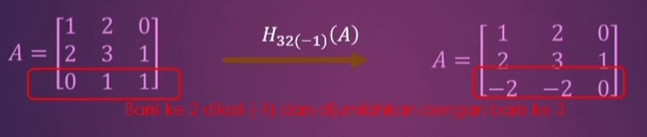 A = [1 2 0; 2 3 1; 0 1 1] H₃₂₍₋₁₎(A) A = [1 2 0; 2 3 1; -2 -2 0]
Baris ke 2 dikali (-1) dan ditambahkan dengan baris ke 3